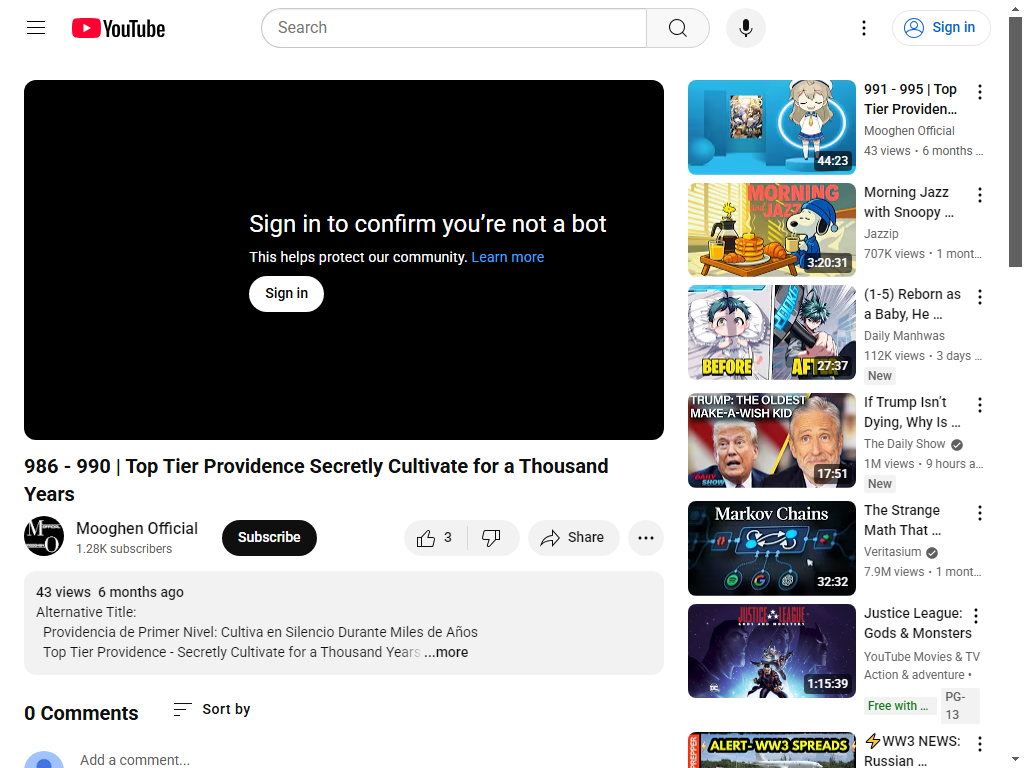 YouTube
Search
Sign in
Sign in to confirm you're not a bot
This helps protect our community. Learn more
Sign in
986 - 990 | Top Tier Providence Secretly Cultivate for a Thousand
Years
Mooghen Official
1.28K subscribers
Subscribe
3
Share
43 views  6 months ago
Alternative Title:
Providencia de Primer Nivel: Cultiva en Silencio Durante Miles de Años
Top Tier Providence - Secretly Cultivate for a Thousand Years ...more
0 Comments
Sort by
Add a comment...
44:23
991 - 995 | Top
Tier Providen...
Mooghen Official
43 views • 6 months ...
MORNING
and JAZZ
3:20:31
Morning Jazz
with Snoopy ...
Jazzip
707K views • 1 mont...
BEFORE
AFT
27:37
(1-5) Reborn as
a Baby, He ...
Daily Manhwas
112K views • 3 days ...
New
TRUMP: THE OLDEST
MAKE-A-WISH KID
DAILY
SHOW
17:51
If Trump Isn't
Dying, Why Is ...
The Daily Show
1M views • 9 hours a...
New
Markov Chains
32:32
The Strange
Math That ...
Veritasium
7.9M views • 1 mont...
JUSTICE LEAGUE
GODS AND MONSTERS
DC
1:15:39
Justice League:
Gods & Monsters
YouTube Movies & TV
Action & adventure •
Free with ...
PG-
13
PREPPER
ALERT- WW3 SPREADS
⚡WW3 NEWS:
Russian ...